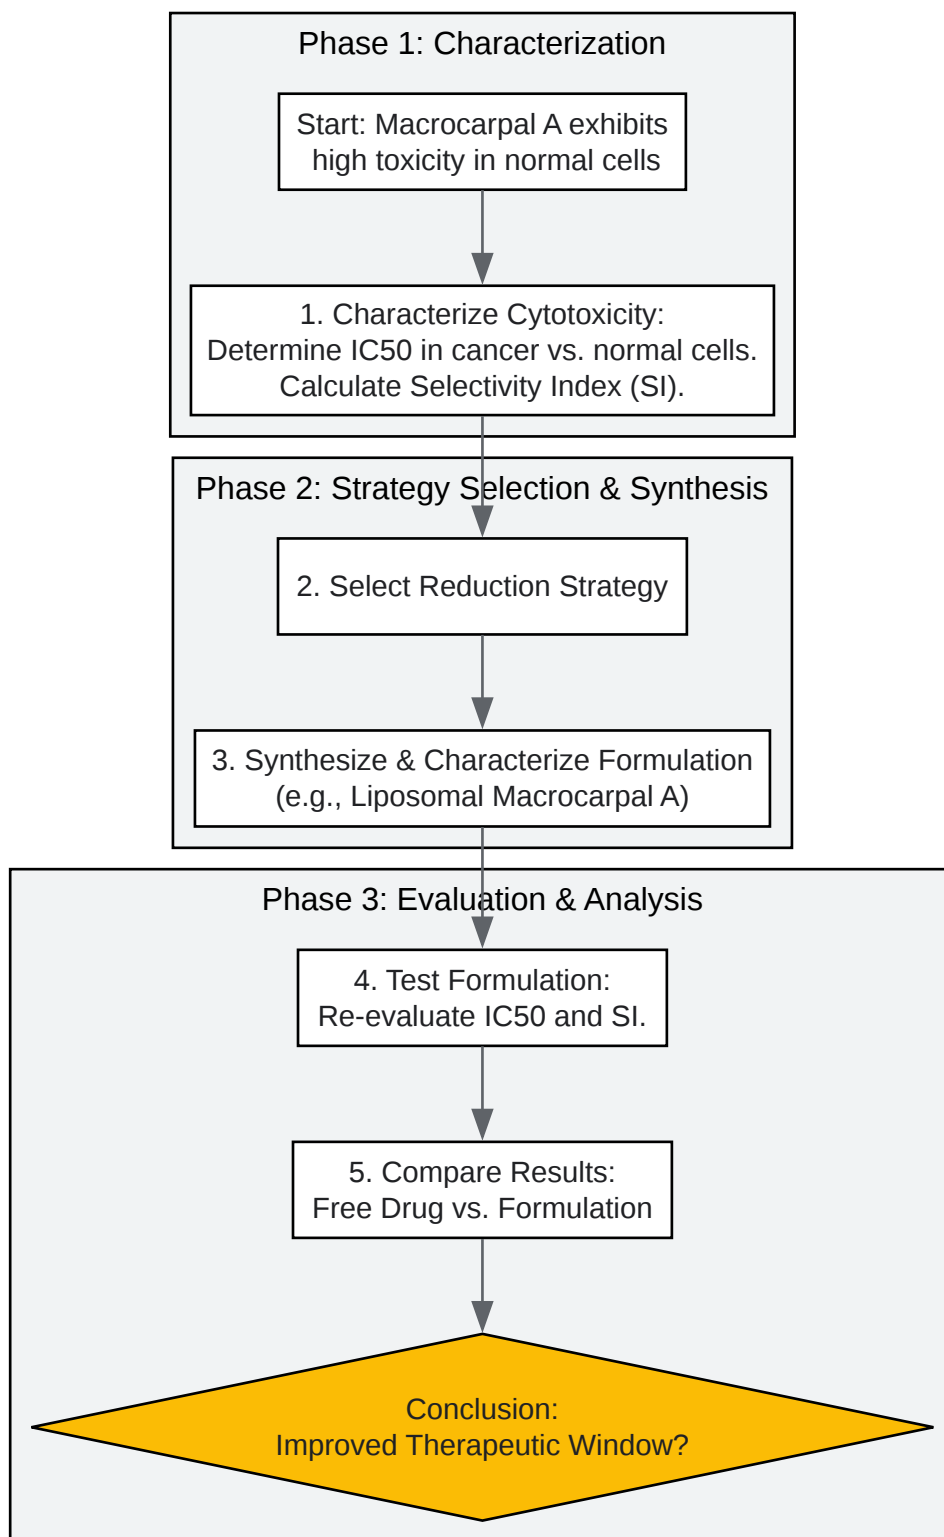 Phase 1: Characterization
Start: Macrocarpal A exhibits
high toxicity in normal cells
1. Characterize Cytotoxicity:
Determine IC50 in cancer vs. normal cells.
Calculate Selectivity Index (SI).
Phase 2: Strategy Selection & Synthesis
2. Select Reduction Strategy
3. Synthesize & Characterize Formulation
(e.g., Liposomal Macrocarpal A)
Phase 3: Evaluation & Analysis
4. Test Formulation:
Re-evaluate IC50 and SI.
5. Compare Results:
Free Drug vs. Formulation
Conclusion:
Improved Therapeutic Window?